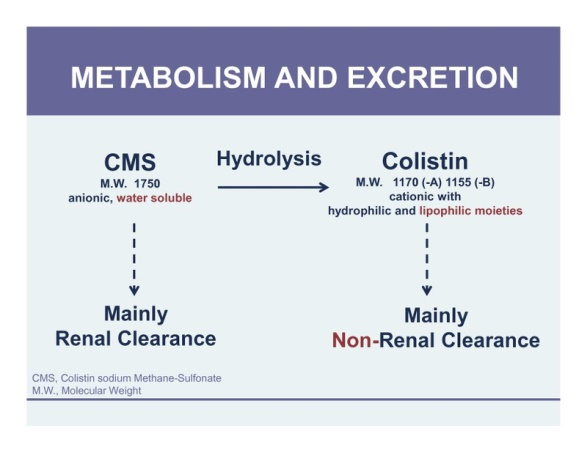 METABOLISM AND EXCRETION
CMS
M.W. 1750
anionic, water soluble
Hydrolysis
Colistin
M.W. 1170 (-A) 1155 (-B)
cationic with
hydrophilic and lipophilic moieties
Mainly
Renal Clearance
Mainly
Non-Renal Clearance
CMS, Colistin sodium Methane-Sulfonate
M.W., Molecular Weight